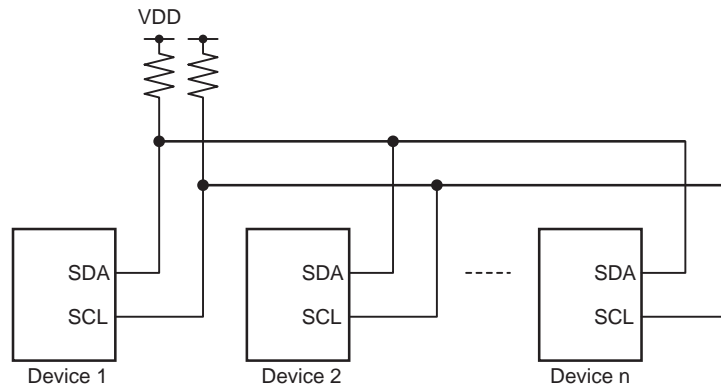 VDD
SDA
SDA
SDA
SCL
SCL
SCL
Device 1
Device 2
Device n